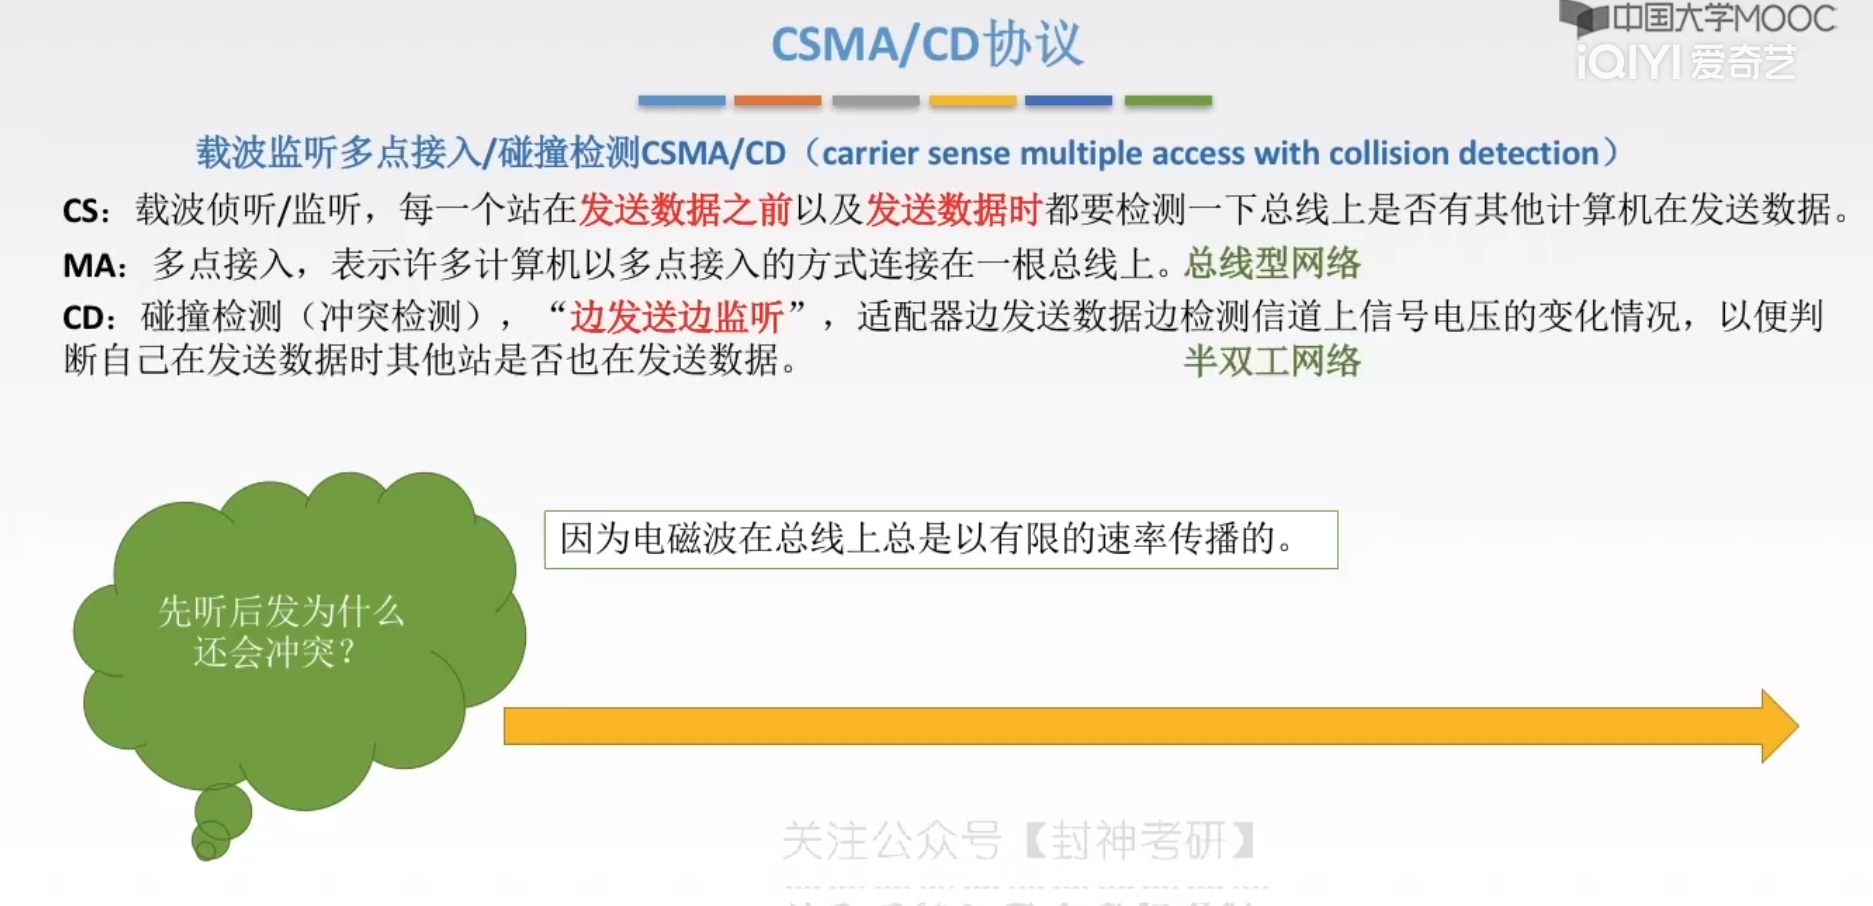 中国大学MOOC
iQIYI 爱奇艺
CSMA/CD协议
载波监听多点接入/碰撞检测CSMA/CD（carrier sense multiple access with collision detection）
CS：载波侦听/监听，每一个站在发送数据之前以及发送数据时都要检测一下总线上是否有其他计算机在发送数据。
MA：多点接入，表示许多计算机以多点接入的方式连接在一根总线上。总线型网络
CD：碰撞检测（冲突检测），“边发送边监听”，适配器边发送数据边检测信道上信号电压的变化情况，以便判
断自己在发送数据时其他站是否也在发送数据。 半双工网络
因为电磁波在总线上总是以有限的速率传播的。
先听后发为什么
还会冲突？
关注公众号【封神考研】